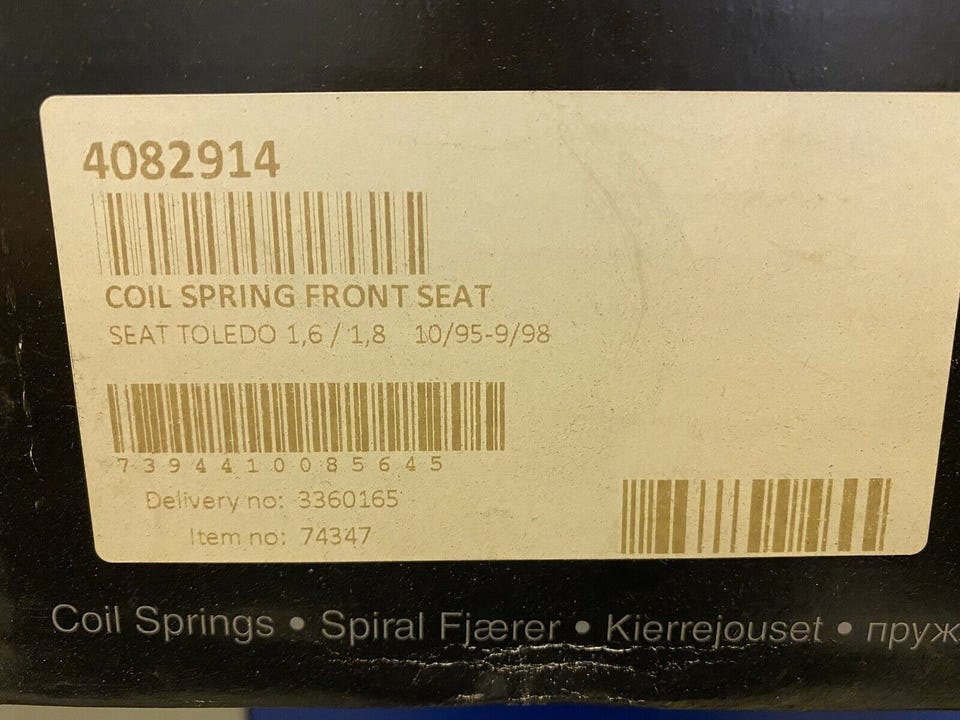 4082914
COIL SPRING FRONT SEAT
SEAT TOLEDO 1,6 / 1,8 10/95-9/98
7394410085645
Delivery no: 3360165
Item no: 74347
Coil Springs • Spiral Fjærer • Kierrejouset • пруж